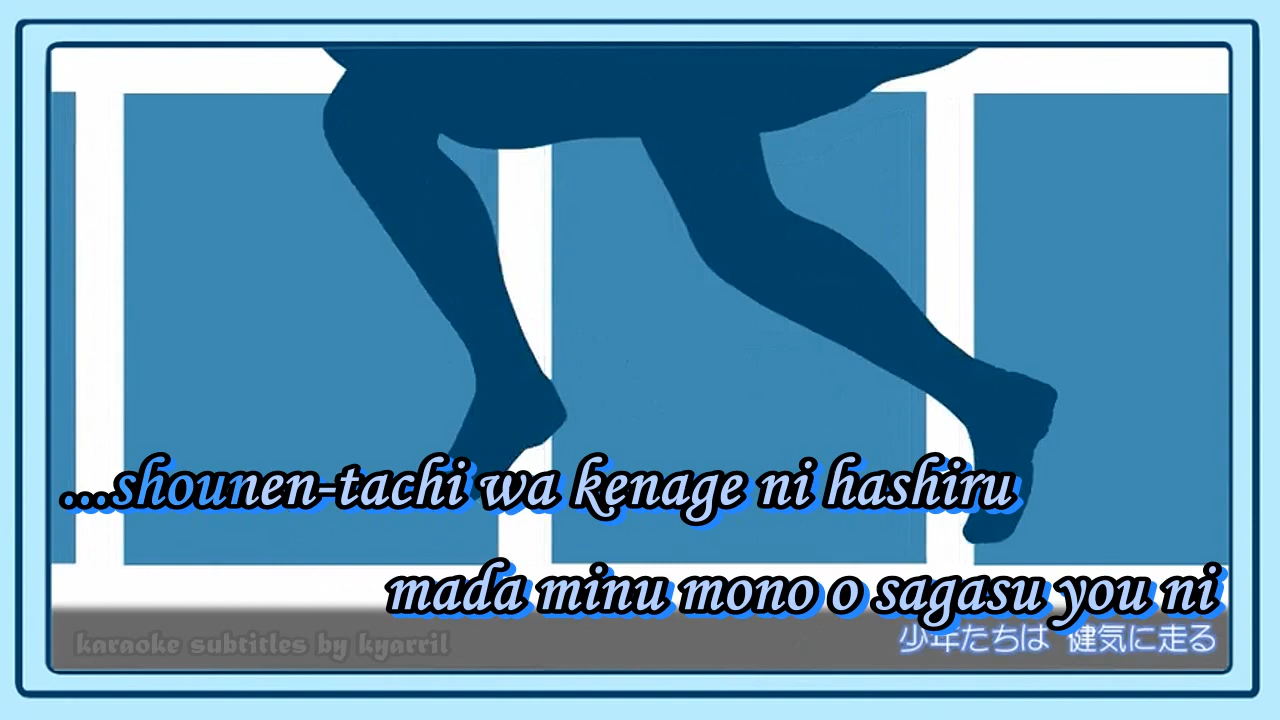 ...shounen-tachi wa kenage ni hashiru
mada minu mono o sagasu you ni
karaoke subtitles by kyarril
少年たちは 健気に走る